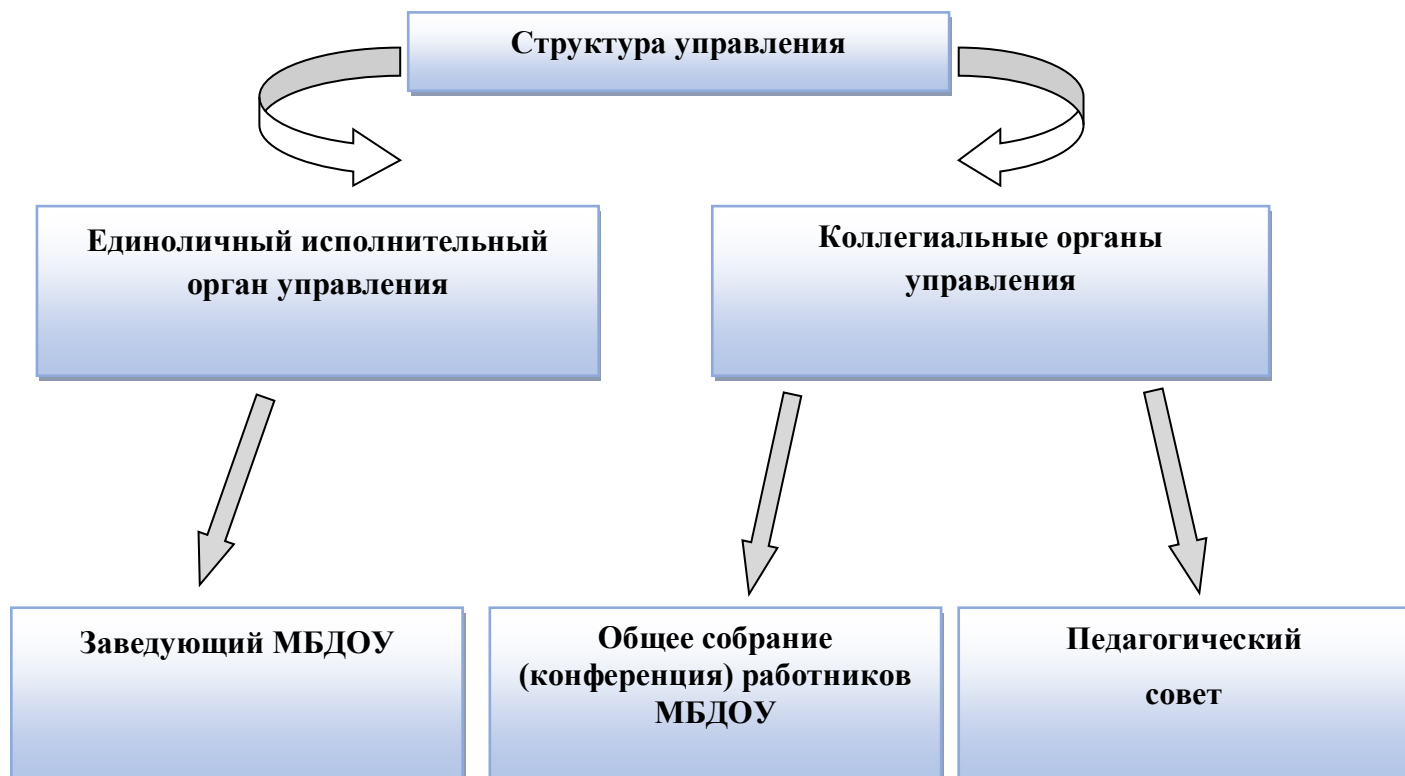 Структура управления
Единоличный исполнительный
орган управления
Коллегиальные органы
управления
Заведующий МБДОУ
Общее собрание
(конференция) работников
МБДОУ
Педагогический
совет